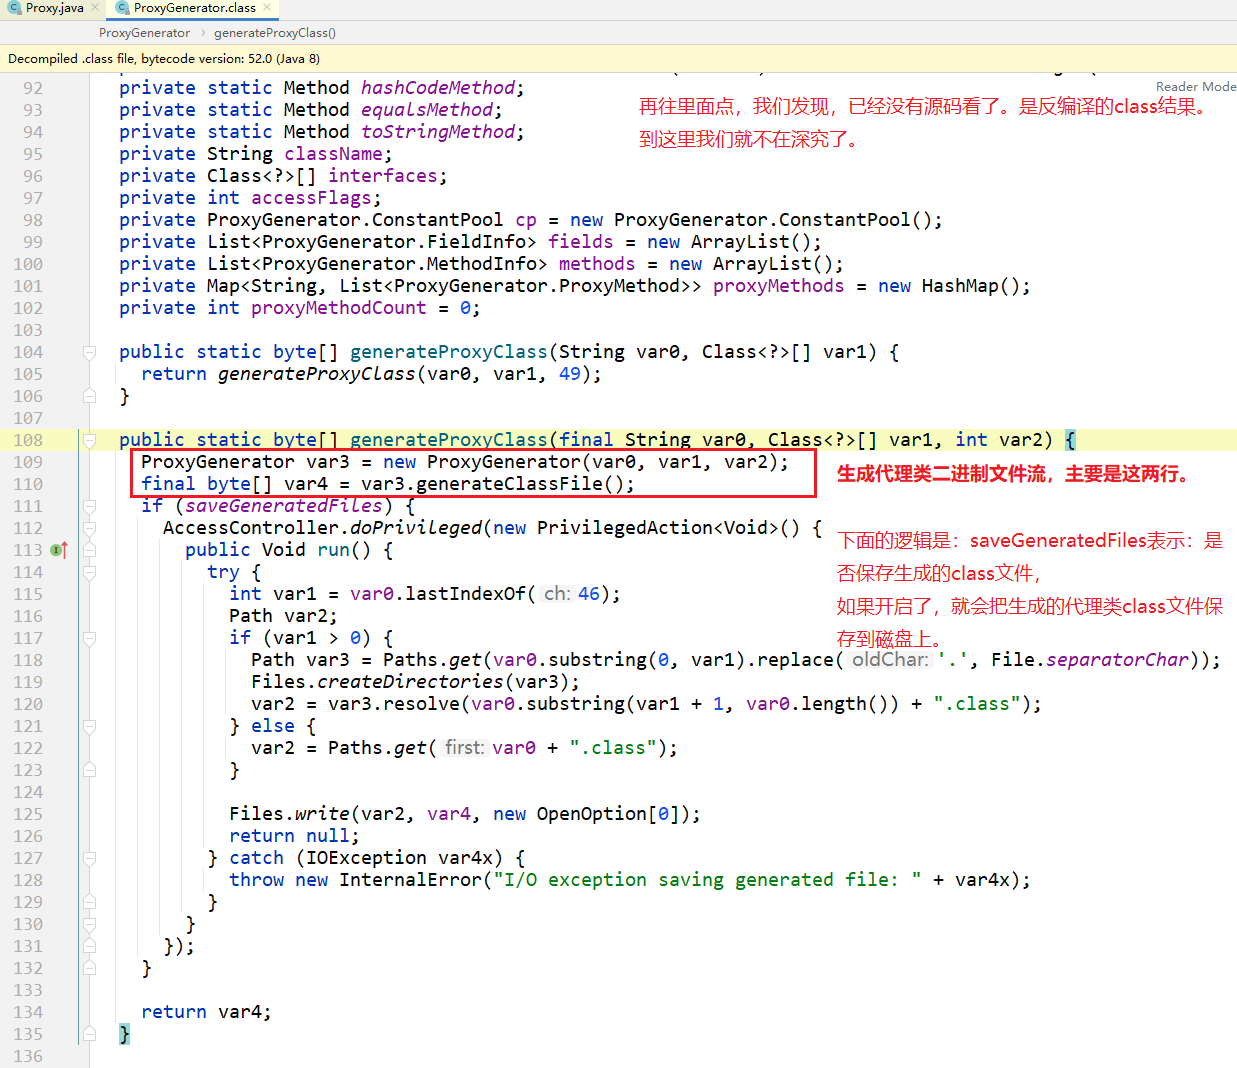 Proxy.java
ProxyGenerator.class
ProxyGenerator
generateProxyClass()
Decompiled .class file, bytecode version: 52.0 (Java 8)
Reader Mode
92 private static Method hashCodeMethod;
93 private static Method equalsMethod;
94 private static Method toStringMethod;
95 private String className;
96 private Class<?>[] interfaces;
97 private int accessFlags;
98 private ProxyGenerator.ConstantPool cp = new ProxyGenerator.ConstantPool();
99 private List<ProxyGenerator.FieldInfo> fields = new ArrayList();
100 private List<ProxyGenerator.MethodInfo> methods = new ArrayList();
101 private Map<String, List<ProxyGenerator.ProxyMethod>> proxyMethods = new HashMap();
102 private int proxyMethodCount = 0;
103
104 public static byte[] generateProxyClass(String var0, Class<?>[] var1) {
105 return generateProxyClass(var0, var1, 49);
106 }
107
108 public static byte[] generateProxyClass(final String var0, Class<?>[] var1, int var2) {
109 ProxyGenerator var3 = new ProxyGenerator(var0, var1, var2);
110 final byte[] var4 = var3.generateClassFile();
111 if (saveGeneratedFiles) {
112 AccessController.doPrivileged(new PrivilegedAction<Void>() {
113 public Void run() {
114 try {
115 int var1 = var0.lastIndexOf( ch: 46);
116 Path var2;
117 if (var1 > 0) {
118 Path var3 = Paths.get(var0.substring(0, var1).replace( oldChar: '.', File.separatorChar));
119 Files.createDirectories(var3);
120 var2 = var3.resolve(var0.substring(var1 + 1, var0.length()) + ".class");
121 } else {
122 var2 = Paths.get( first: var0 + ".class");
123 }
124
125 Files.write(var2, var4, new OpenOption[0]);
126 return null;
127 } catch (IOException var4x) {
128 throw new InternalError("I/O exception saving generated file: " + var4x);
129 }
130 }
131 });
132 }
133
134 return var4;
135 }
136
再往里面点，我们发现，已经没有源码看了。是反编译的class结果。
到这里我们就不在深究了。
生成代理类二进制文件流，主要是这两行。
下面的逻辑是：saveGeneratedFiles表示：是
否保存生成的class文件，
如果开启了，就会把生成的代理类class文件保
存到磁盘上。